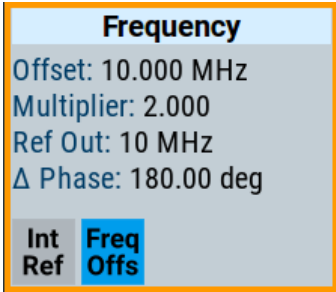 Frequency
Offset: 10.000 MHz
Multiplier: 2.000
Ref Out: 10 MHz
Δ Phase: 180.00 deg
Int Freq
Ref Offs